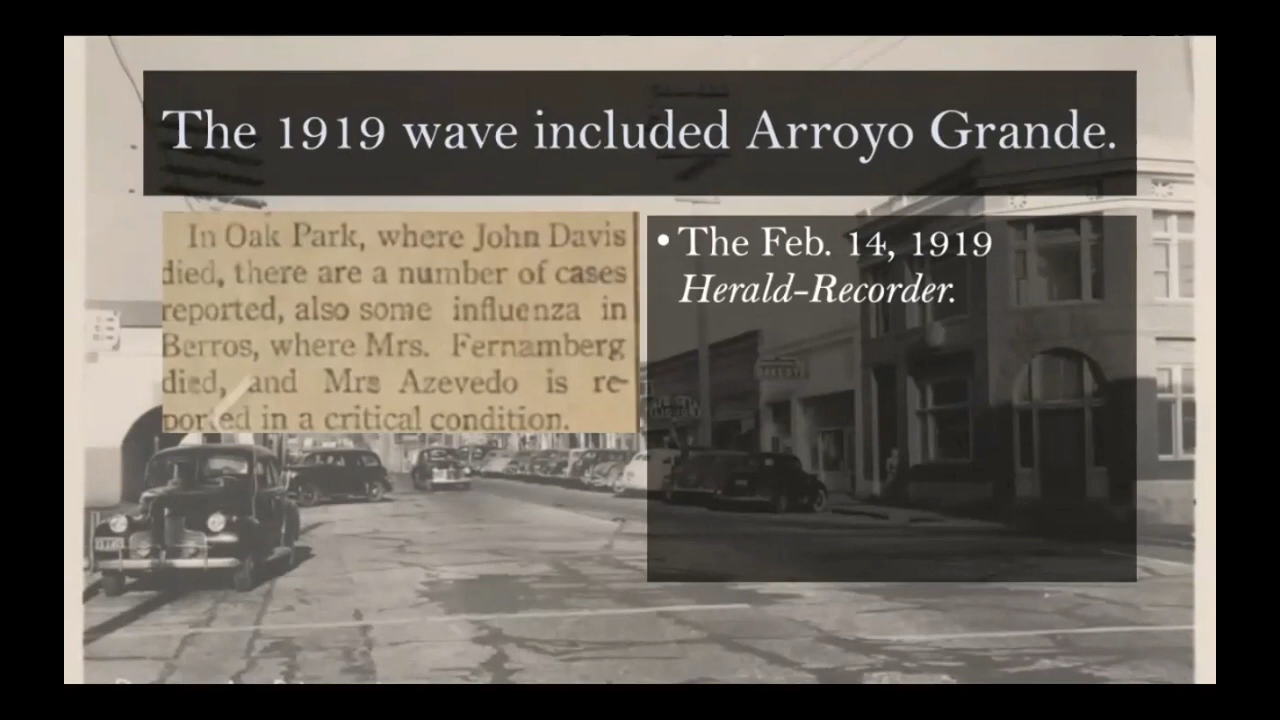 The 1919 wave included Arroyo Grande.
In Oak Park, where John Davis
died, there are a number of cases
reported, also some influenza in
Berros, where Mrs. Fernamberg
died, and Mrs Azevedo is re-
ported in a critical condition.
• The Feb. 14, 1919
Herald-Recorder.